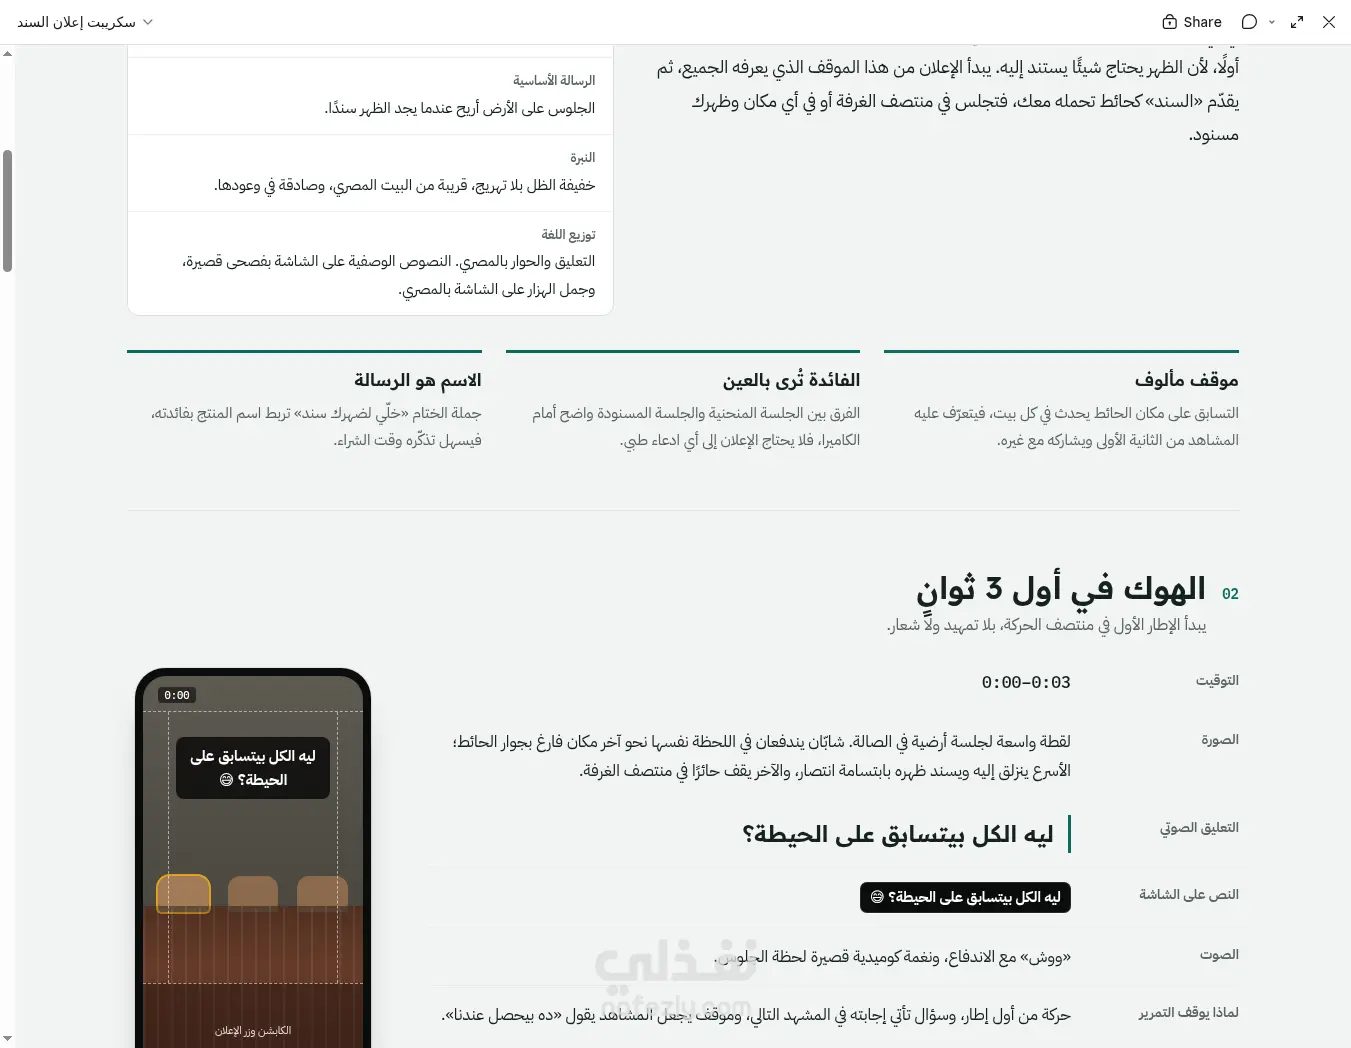 سكريبت إعلان السند
Share
أولًا، لأن الظهر يحتاج شيئًا يستند إليه. يبدأ الإعلان من هذا الموقف الذي يعرفه الجميع، ثم
يقدّم «السند» كحائط تحمله معك، فتجلس في منتصف الغرفة أو في أي مكان وظهرك
مسنود.
الرسالة الأساسية
الجلوس على الأرض أريح عندما يجد الظهر سندًا.
النبرة
خفيفة الظل بلا تهريج، قريبة من البيت المصري، وصادقة في وعودها.
توزيع اللغة
التعليق والحوار بالمصري. النصوص الوصفية على الشاشة بفصحى قصيرة،
وجمل الهزار على الشاشة بالمصري.
موقف مألوف
التسابق على مكان الحائط يحدث في كل بيت، فيتعرّف عليه
المشاهد من الثانية الأولى ويشاركه مع غيره.
الفائدة تُرى بالعين
الفرق بين الجلسة المنحنية والجلسة المسنودة واضح أمام
الكاميرا، فلا يحتاج الإعلان إلى أي ادعاء طبي.
الاسم هو الرسالة
جملة الختام «خلّي لضهرك سند» تربط اسم المنتج بفائدته،
فيسهل تذكّره وقت الشراء.
02
الهوك في أول 3 ثوانٍ
يبدأ الإطار الأول في منتصف الحركة، بلا تمهيد ولا شعار.
التوقيت
0:00–0:03
الصورة
لقطة واسعة لجلسة أرضية في الصالة. شابّان يندفعان في اللحظة نفسها نحو آخر مكان فارغ بجوار الحائط؛
الأسرع ينزلق إليه ويسند ظهره بابتسامة انتصار، والآخر يقف حائرًا في منتصف الغرفة.
التعليق الصوتي
ليه الكل بيتسابق على الحيطة؟
النص على الشاشة
ليه الكل بيتسابق على الحيطة؟ 😅
الصوت
«ووش» مع الاندفاع، ونغمة كوميدية قصيرة لحظة الجلوس.
لماذا يوقف التمرير
حركة من أول إطار، وسؤال تأتي إجابته في المشهد التالي، وموقف يجعل المشاهد يقول «ده بيحصل عندنا».
0:00
ليه الكل بيتسابق على
الحيطة؟ 😅
الكابشن وزر الإعلان
نفذلي
nafezly.com